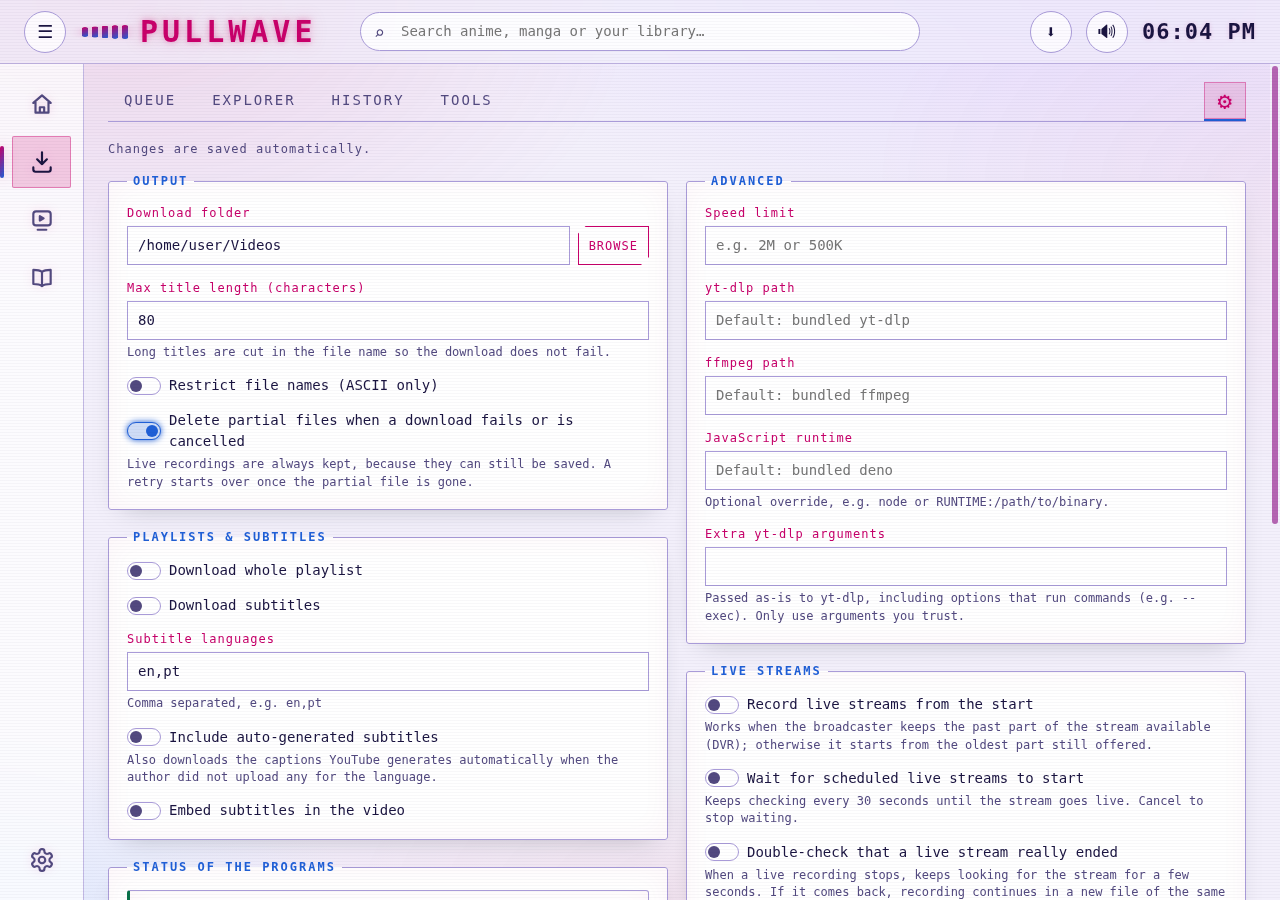 PULLWAVE
Search anime, manga or your library…
06:04 PM
QUEUE
EXPLORER
HISTORY
TOOLS
Changes are saved automatically.
OUTPUT
Download folder
/home/user/Videos
BROWSE
Max title length (characters)
80
Long titles are cut in the file name so the download does not fail.
Restrict file names (ASCII only)
Delete partial files when a download fails or is
cancelled
Live recordings are always kept, because they can still be saved. A
retry starts over once the partial file is gone.
PLAYLISTS & SUBTITLES
Download whole playlist
Download subtitles
Subtitle languages
en,pt
Comma separated, e.g. en,pt
Include auto-generated subtitles
Also downloads the captions YouTube generates automatically when the
author did not upload any for the language.
Embed subtitles in the video
STATUS OF THE PROGRAMS
ADVANCED
Speed limit
e.g. 2M or 500K
yt-dlp path
Default: bundled yt-dlp
ffmpeg path
Default: bundled ffmpeg
JavaScript runtime
Default: bundled deno
Optional override, e.g. node or RUNTIME:/path/to/binary.
Extra yt-dlp arguments
Passed as-is to yt-dlp, including options that run commands (e.g. --
exec). Only use arguments you trust.
LIVE STREAMS
Record live streams from the start
Works when the broadcaster keeps the past part of the stream available
(DVR); otherwise it starts from the oldest part still offered.
Wait for scheduled live streams to start
Keeps checking every 30 seconds until the stream goes live. Cancel to
stop waiting.
Double-check that a live stream really ended
When a live recording stops, keeps looking for the stream for a few
seconds. If it comes back, recording continues in a new file of the same